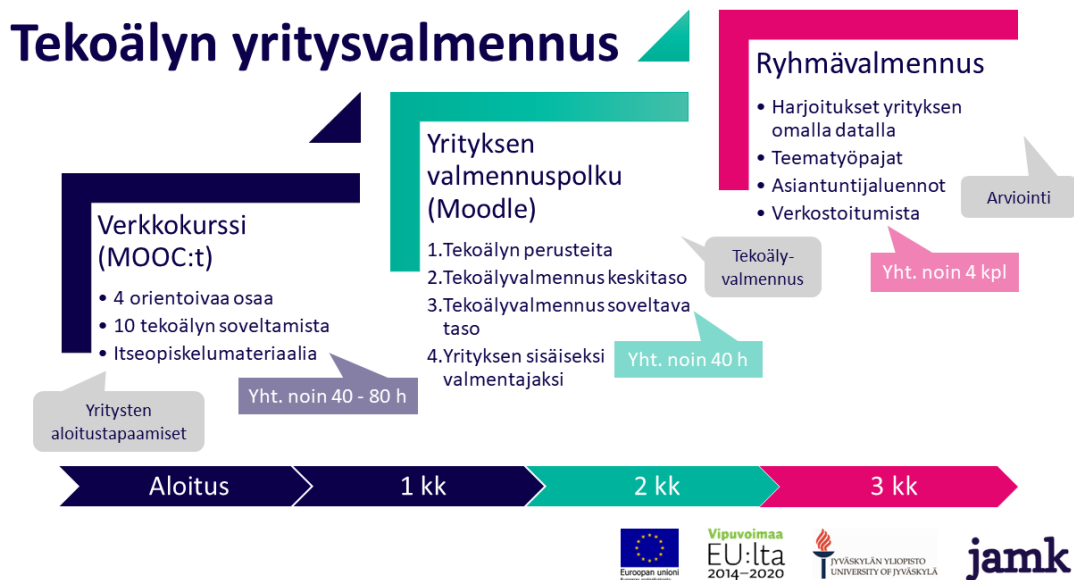 Tekoälyn yritysvalmennus
Verkkokurssi
(MOOC:t)
• 4 orientoivaa osaa
• 10 tekoälyn soveltamista
• Itseopiskelumateriaalia
Yht. noin 40 - 80 h
Yritysten
aloitustapaamiset
Yrityksen
valmennuspolku
(Moodle)
1.Tekoälyn perusteita
2.Tekoälyvalmennus keskitaso
3.Tekoälyvalmennus soveltava
taso
4.Yrityksen sisäiseksi
valmentajaksi
Tekoäly-
valmennus
Yht. noin 40 h
Ryhmävalmennus
• Harjoitukset yrityksen
omalla datalla
• Teematyöpajat
• Asiantuntijaluennot
• Verkostoitumista
Arviointi
Yht. noin 4 kpl
Aloitus
1 kk
2 kk
3 kk
Euroopan unioni
Vipuvoimaa
EU:lta
2014–2020
JYVÄSKYLÄN YLIOPISTO
UNIVERSITY OF JYVÄSKYLÄ
jamk